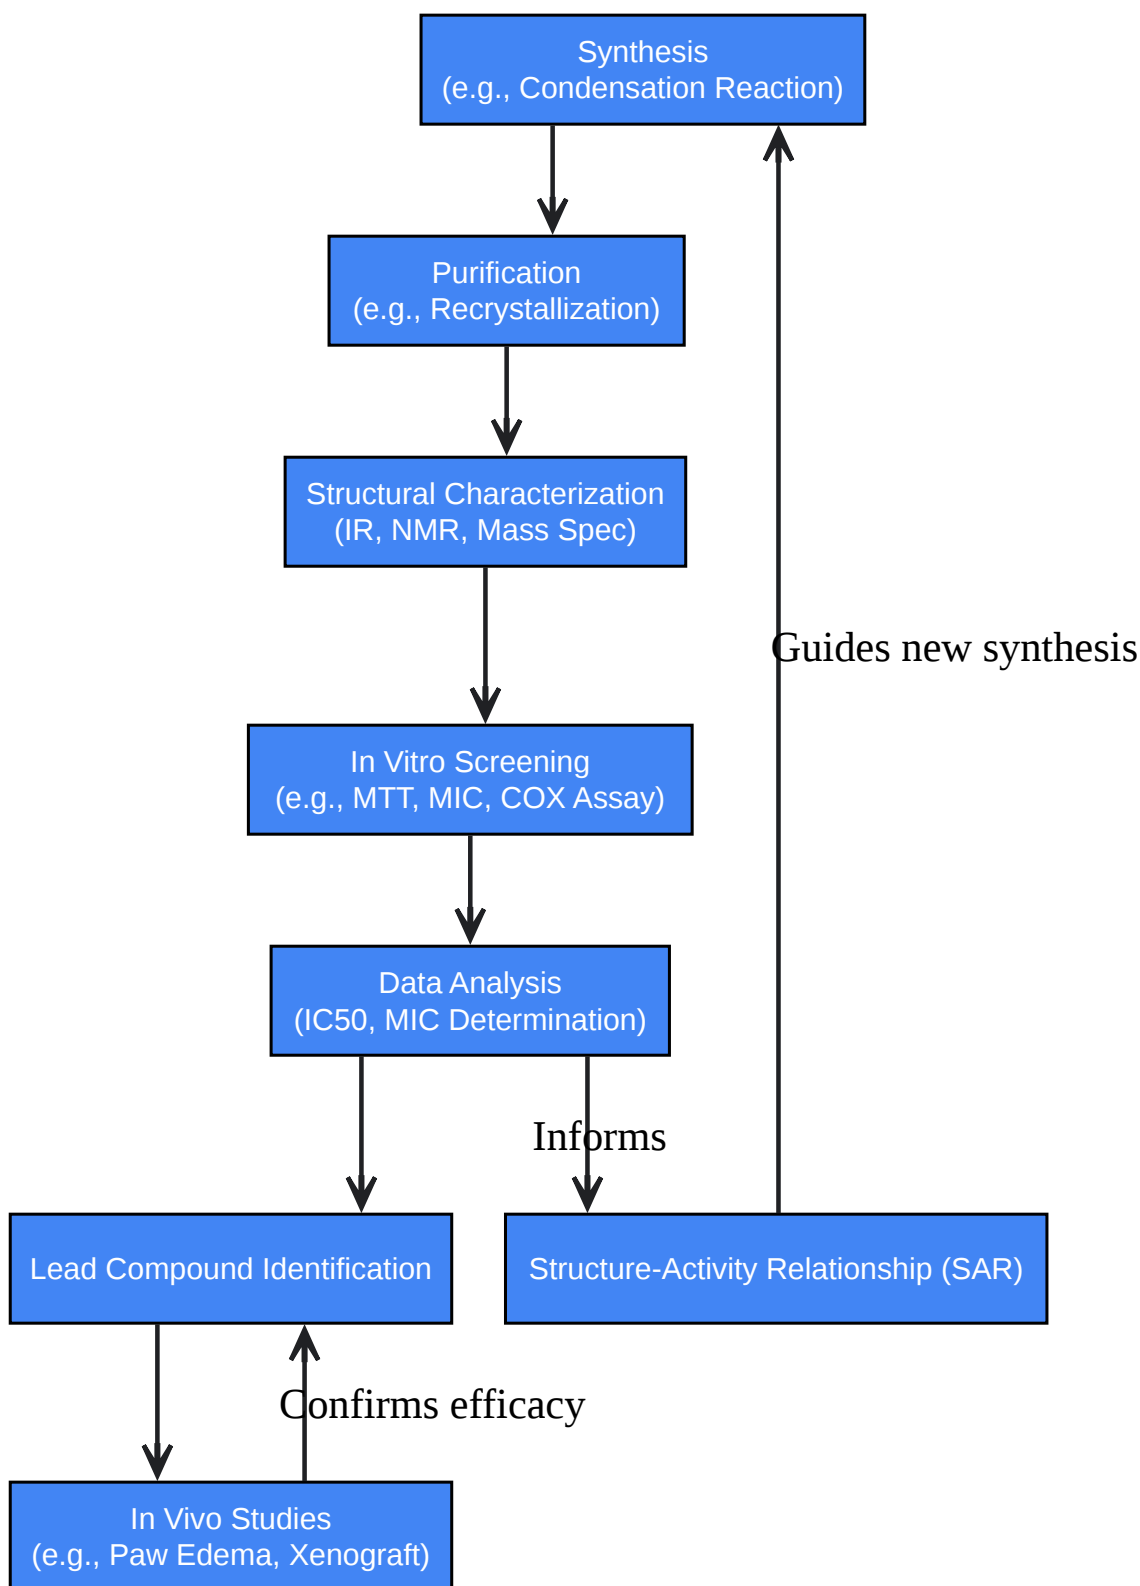 Synthesis
(e.g., Condensation Reaction)
Purification
(e.g., Recrystallization)
Structural Characterization
(IR, NMR, Mass Spec)
Guides new synthesis
In Vitro Screening
(e.g., MTT, MIC, COX Assay)
Data Analysis
(IC50, MIC Determination)
Informs
Lead Compound Identification
Structure-Activity Relationship (SAR)
Confirms efficacy
In Vivo Studies
(e.g., Paw Edema, Xenograft)